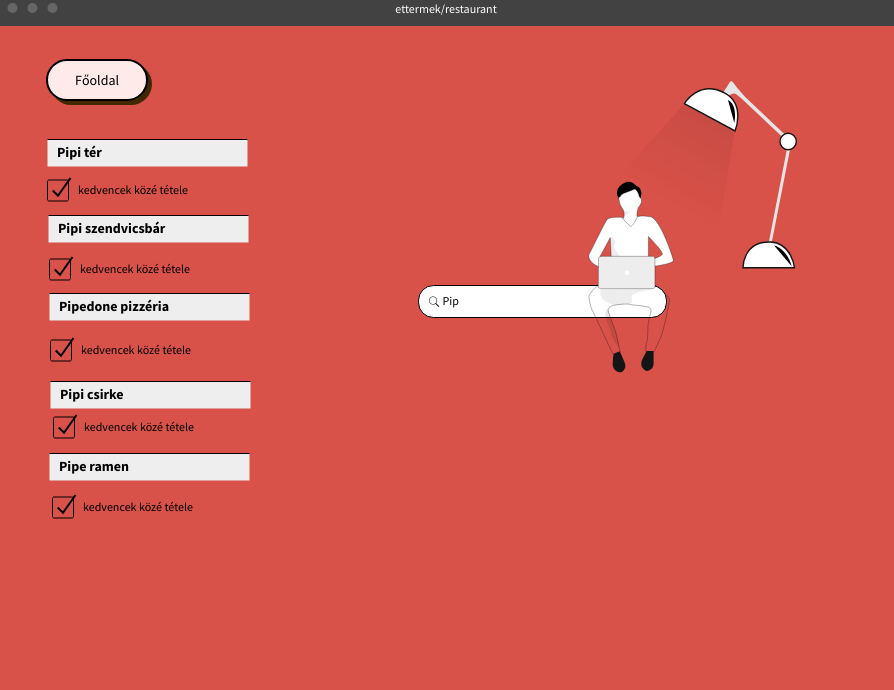 ettermek/restaurant
Főoldal
Pipi tér
kedvencek közé tétele
Pipi szendvicsbár
kedvencek közé tétele
Pipedone pizzéria
kedvencek közé tétele
Pipi csirke
kedvencek közé tétele
Pipe ramen
kedvencek közé tétele
Pip